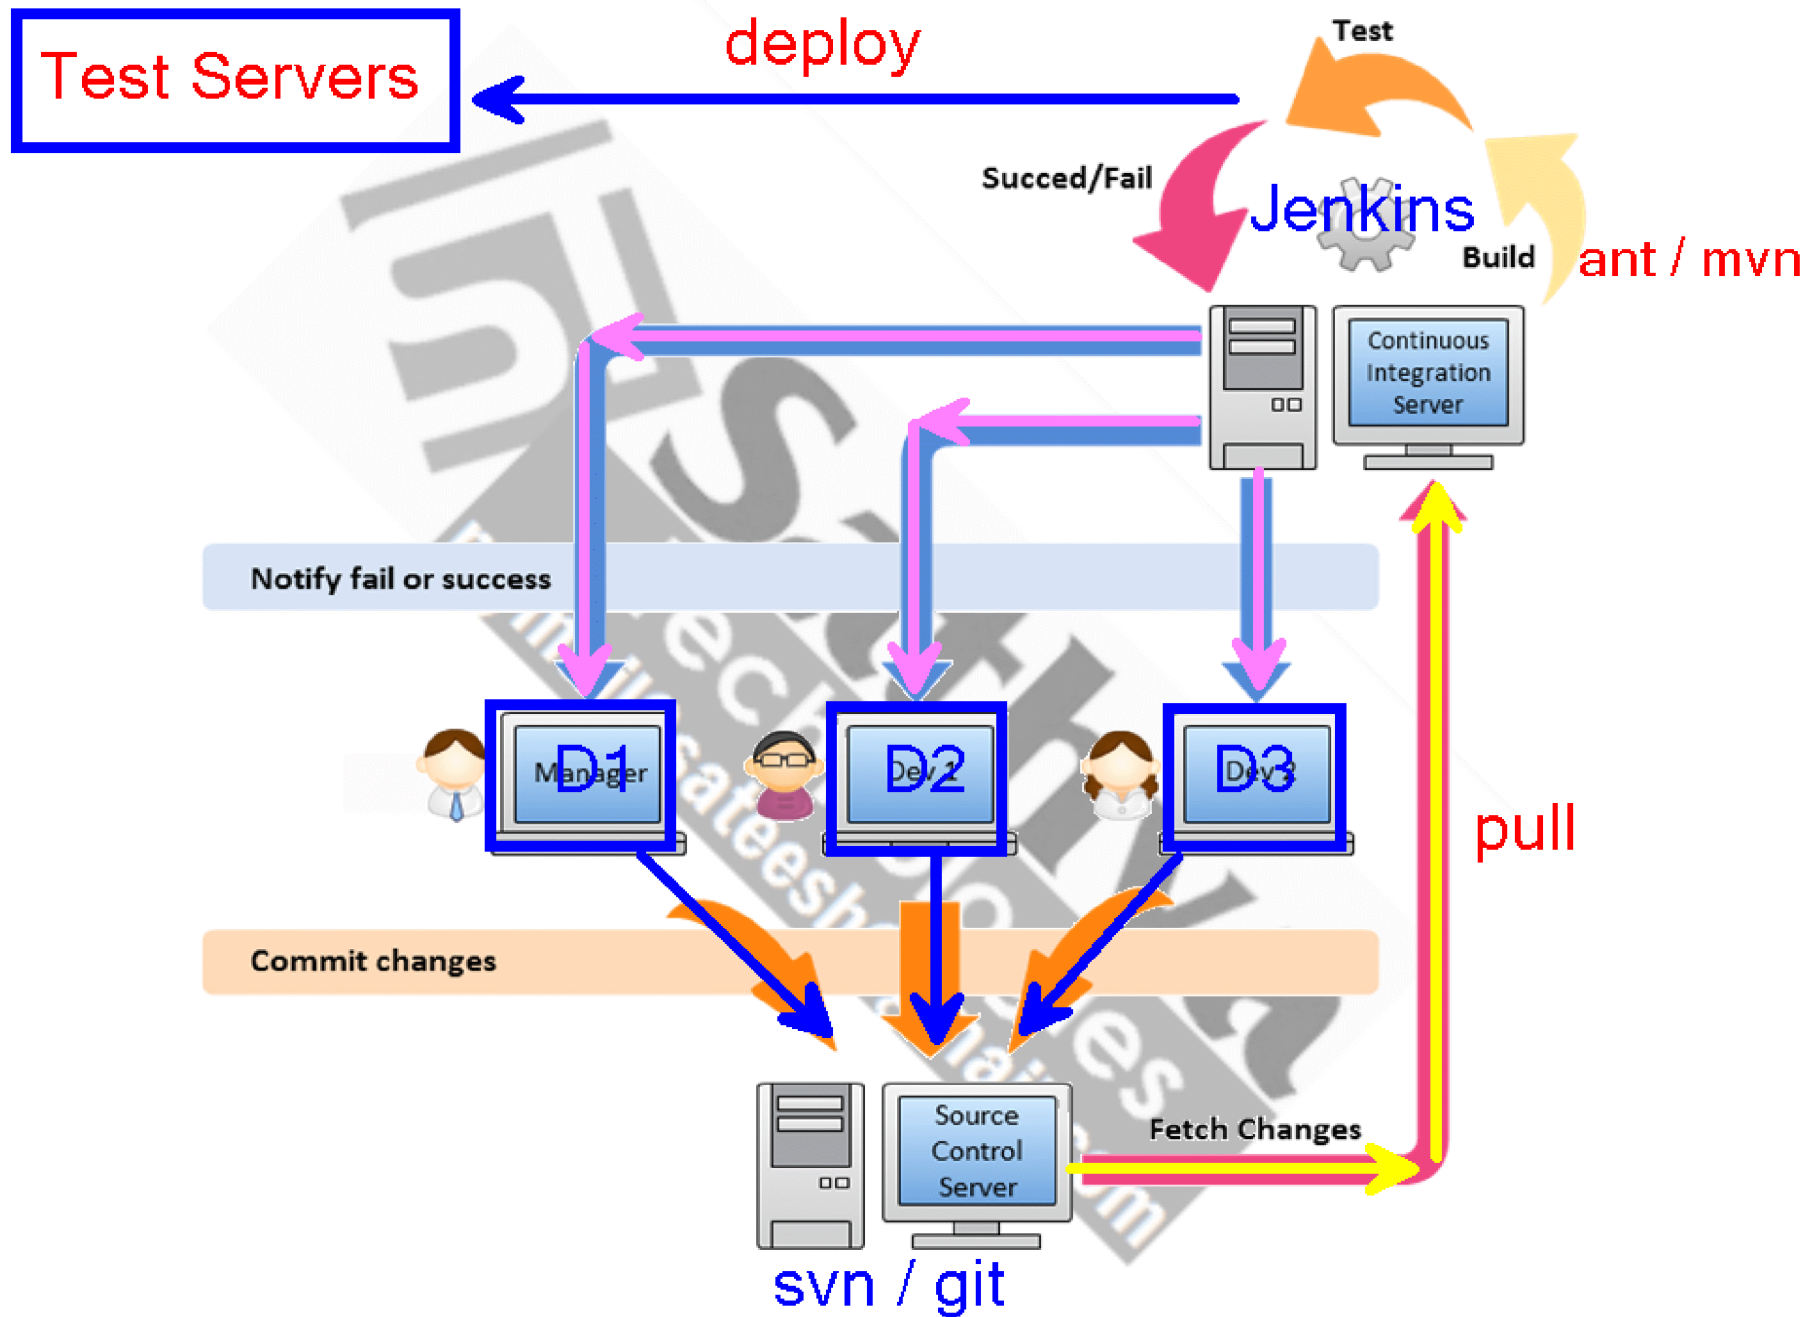 Test Servers
deploy
Test
Succed/Fail
Jenkins
Build
ant / mvn
Continuous
Integration
Server
Notify fail or success
Manager
D1
Dev 1
D2
Dev 2
D3
pull
Commit changes
Source
Control
Server
Fetch Changes
svn / git